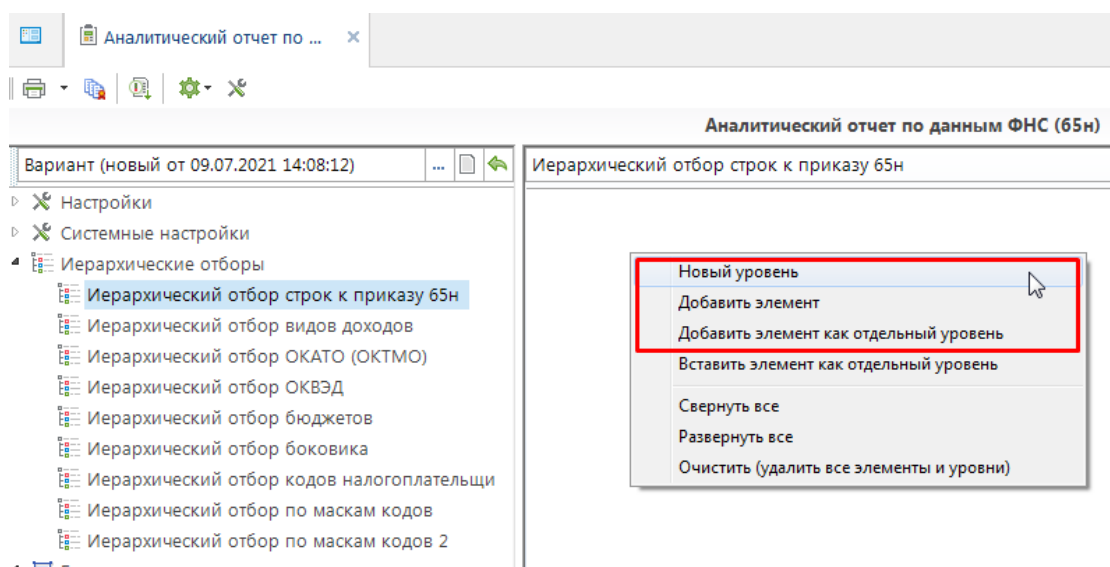 Аналитический отчет по ...
Аналитический отчет по данным ФНС (65н)
Вариант (новый от 09.07.2021 14:08:12)
...
Иерархический отбор строк к приказу 65н
Настройки
Системные настройки
Иерархические отборы
Иерархический отбор строк к приказу 65н
Иерархический отбор видов доходов
Иерархический отбор ОКАТО (ОКТМО)
Иерархический отбор ОКВЭД
Иерархический отбор бюджетов
Иерархический отбор боковика
Иерархический отбор кодов налогоплательщи
Иерархический отбор по маскам кодов
Иерархический отбор по маскам кодов 2
Новый уровень
Добавить элемент
Добавить элемент как отдельный уровень
Вставить элемент как отдельный уровень
Свернуть все
Развернуть все
Очистить (удалить все элементы и уровни)